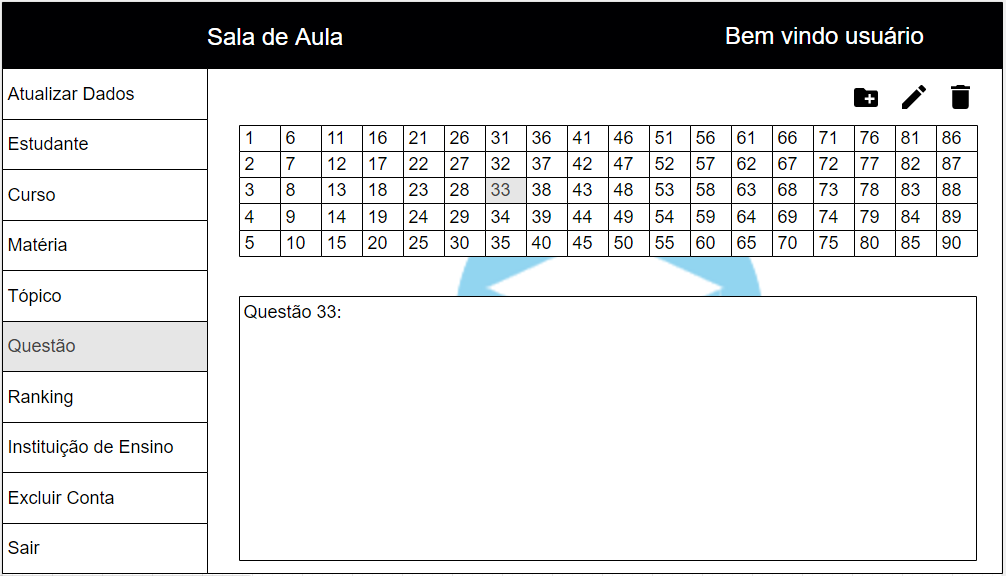 Sala de Aula
Bem vindo usuário
Atualizar Dados
Estudante
Curso
Matéria
Tópico
Questão
Ranking
Instituição de Ensino
Excluir Conta
Sair
1 6 11 16 21 26 31 36 41 46 51 56 61 66 71 76 81 86
2 7 12 17 22 27 32 37 42 47 52 57 62 67 72 77 82 87
3 8 13 18 23 28 33 38 43 48 53 58 63 68 73 78 83 88
4 9 14 19 24 29 34 39 44 49 54 59 64 69 74 79 84 89
5 10 15 20 25 30 35 40 45 50 55 60 65 70 75 80 85 90
Questão 33: